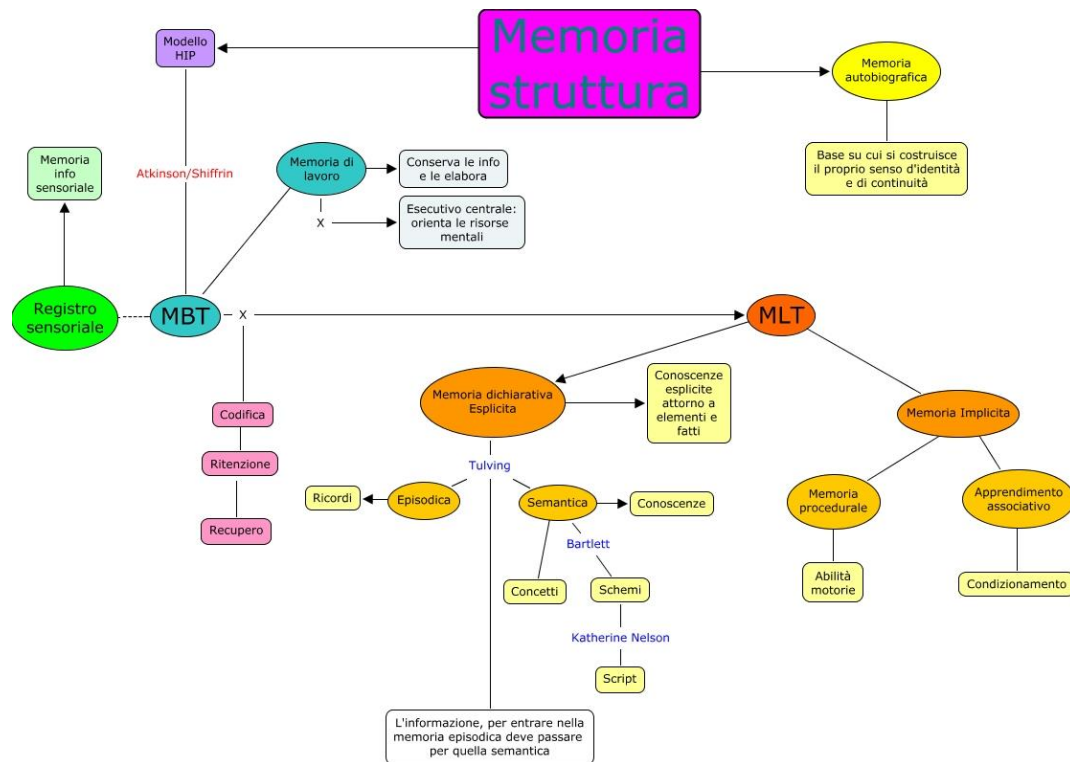 Memoria
struttura
Modello
HIP
Memoria
autobiografica
Base su cui si costruisce
il proprio senso d'identità
e di continuità
Atkinson/Shiffrin
Memoria
info
sensoriale
Memoria di
lavoro
Conserva le info
e le elabora
X
Esecutivo centrale:
orienta le risorse
mentali
Registro
sensoriale
MBT
X
MLT
Codifica
Ritenzione
Recupero
Memoria dichiarativa
Esplicita
Conoscenze
esplicite
attorno a
elementi e
fatti
Memoria Implicita
Tulving
Ricordi
Episodica
Semantica
Conoscenze
Bartlett
Concetti
Schemi
Katherine Nelson
Script
Memoria
procedurale
Apprendimento
associativo
Abilità
motorie
Condizionamento
L'informazione, per entrare nella
memoria episodica deve passare
per quella semantica